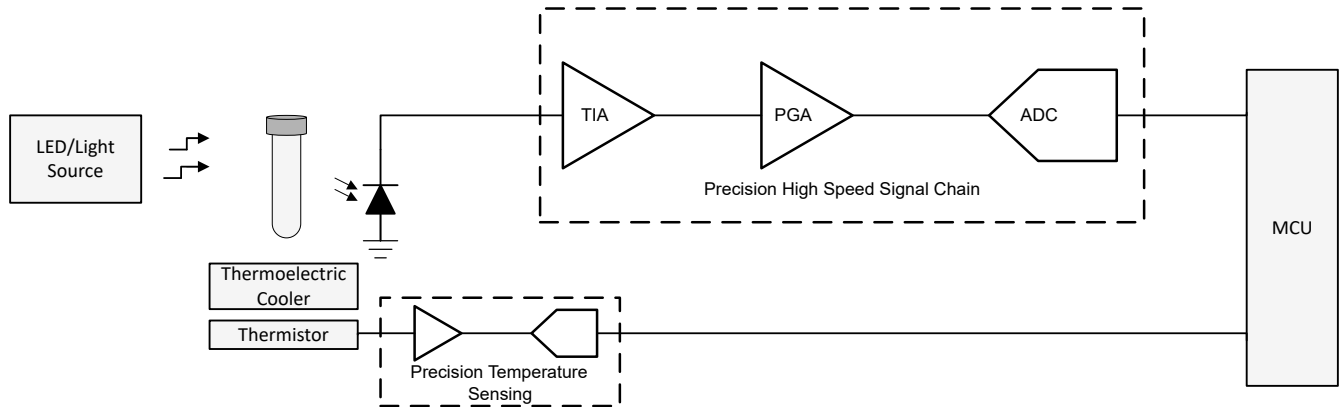 LED/Light
Source
TIA
PGA
ADC
Precision High Speed Signal Chain
MCU
Thermoelectric
Cooler
Thermistor
Precision Temperature
Sensing